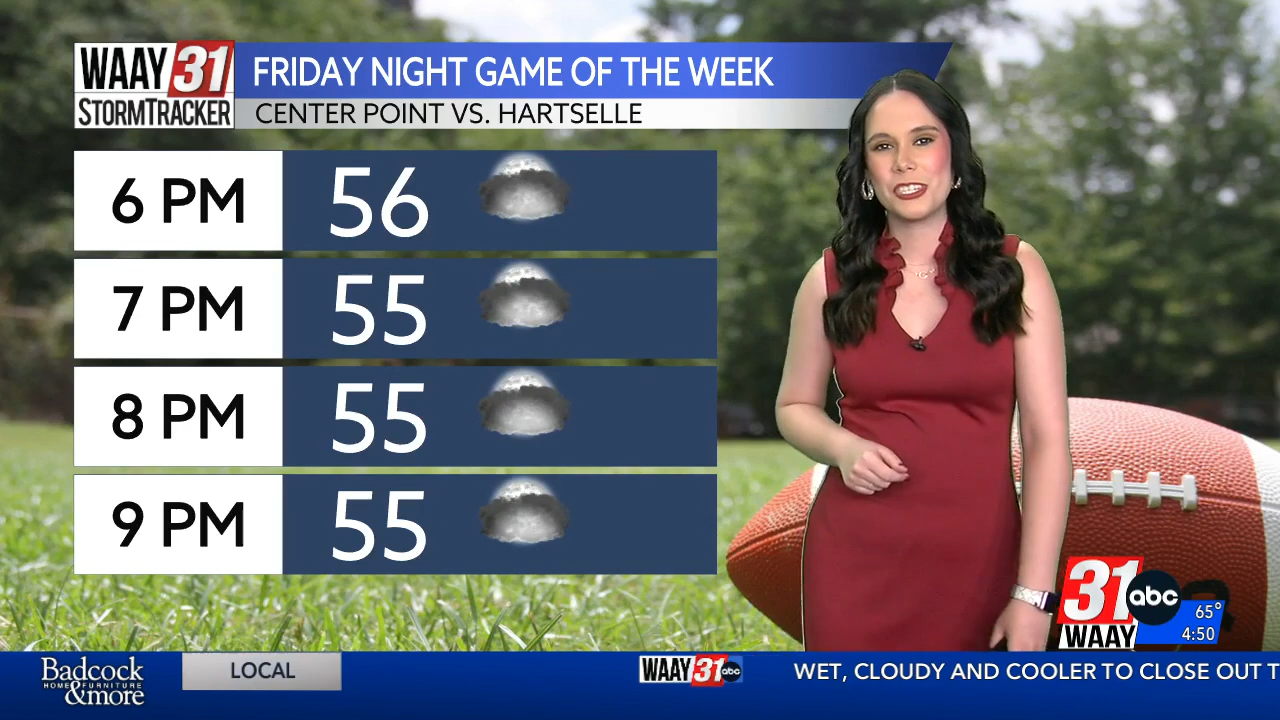 WAAY 31
STORMTRACKER
FRIDAY NIGHT GAME OF THE WEEK
CENTER POINT VS. HARTSELLE
6 PM 56
7 PM 55
8 PM 55
9 PM 55
31 abc
WAAY
65°
4:50
Badcock
HOME FURNITURE
&more
LOCAL
WAAY 31 abc
WET, CLOUDY AND COOLER TO CLOSE OUT T